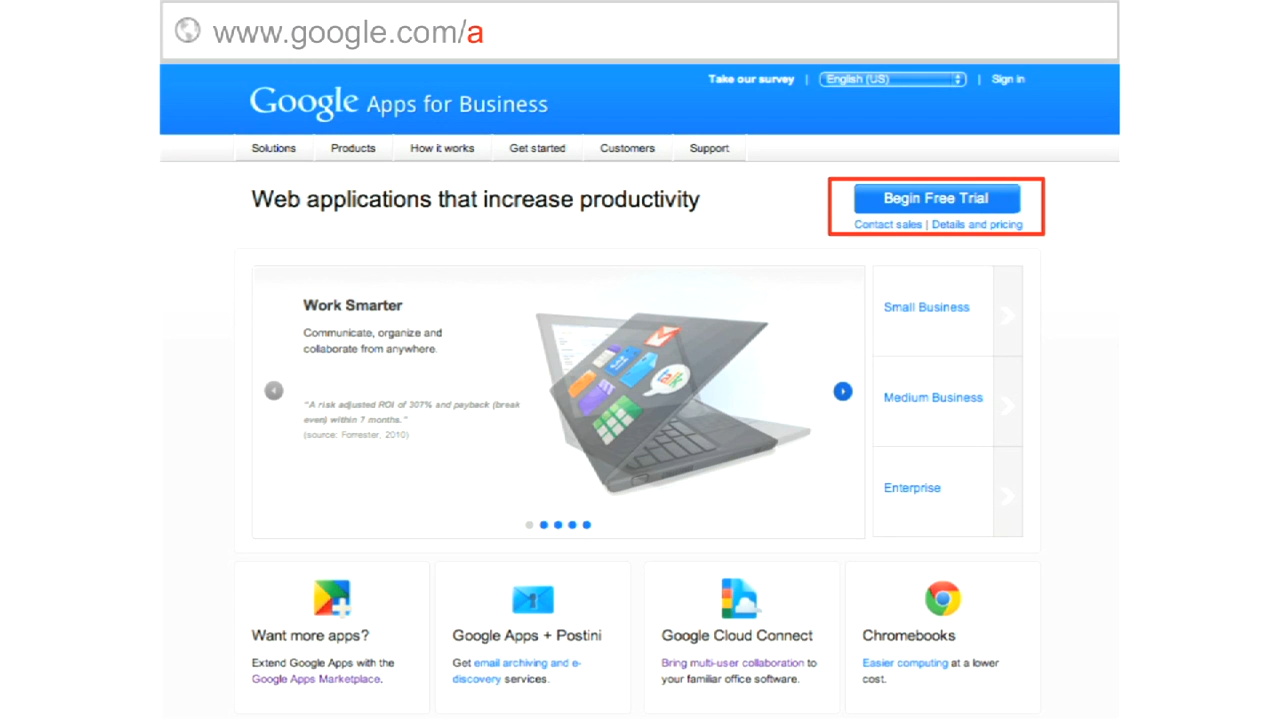 www.google.com/a
Take our survey | English (US) | Sign in
Google Apps for Business
Solutions Products How it works Get started Customers Support
Web applications that increase productivity
Begin Free Trial
Contact sales | Details and pricing
Work Smarter
Communicate, organize and
collaborate from anywhere.
"A risk adjusted ROI of 307% and payback (break
even) within 7 months."
(source: Forrester, 2010)
Small Business
Medium Business
Enterprise
Want more apps?
Extend Google Apps with the
Google Apps Marketplace.
Google Apps + Postini
Get email archiving and e-
discovery services.
Google Cloud Connect
Bring multi-user collaboration to
your familiar office software.
Chromebooks
Easier computing at a lower
cost.